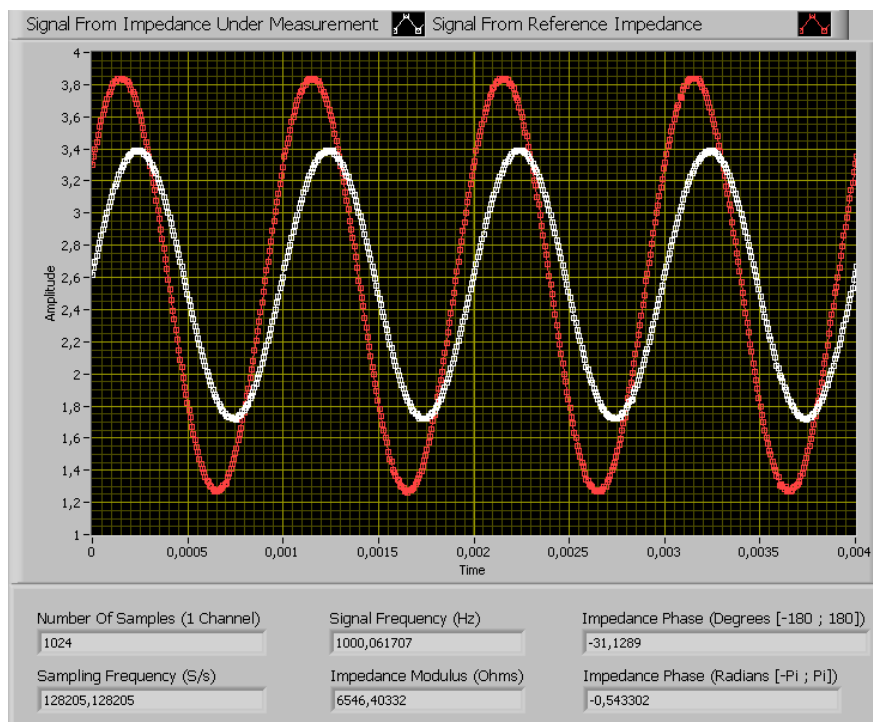 Signal From Impedance Under Measurement Signal From Reference Impedance
4
3,8
3,6
3,4
3,2
3
2,8
2,6
2,4
2,2
2
1,8
1,6
1,4
1,2
1
Amplitude
0 0,0005 0,001 0,0015 0,002 0,0025 0,003 0,0035 0,004
Time
Number Of Samples (1 Channel) Signal Frequency (Hz) Impedance Phase (Degrees [-180 ; 180])
1024 1000,061707 -31,1289
Sampling Frequency (S/s) Impedance Modulus (Ohms) Impedance Phase (Radians [-Pi ; Pi])
128205,128205 6546,40332 -0,543302